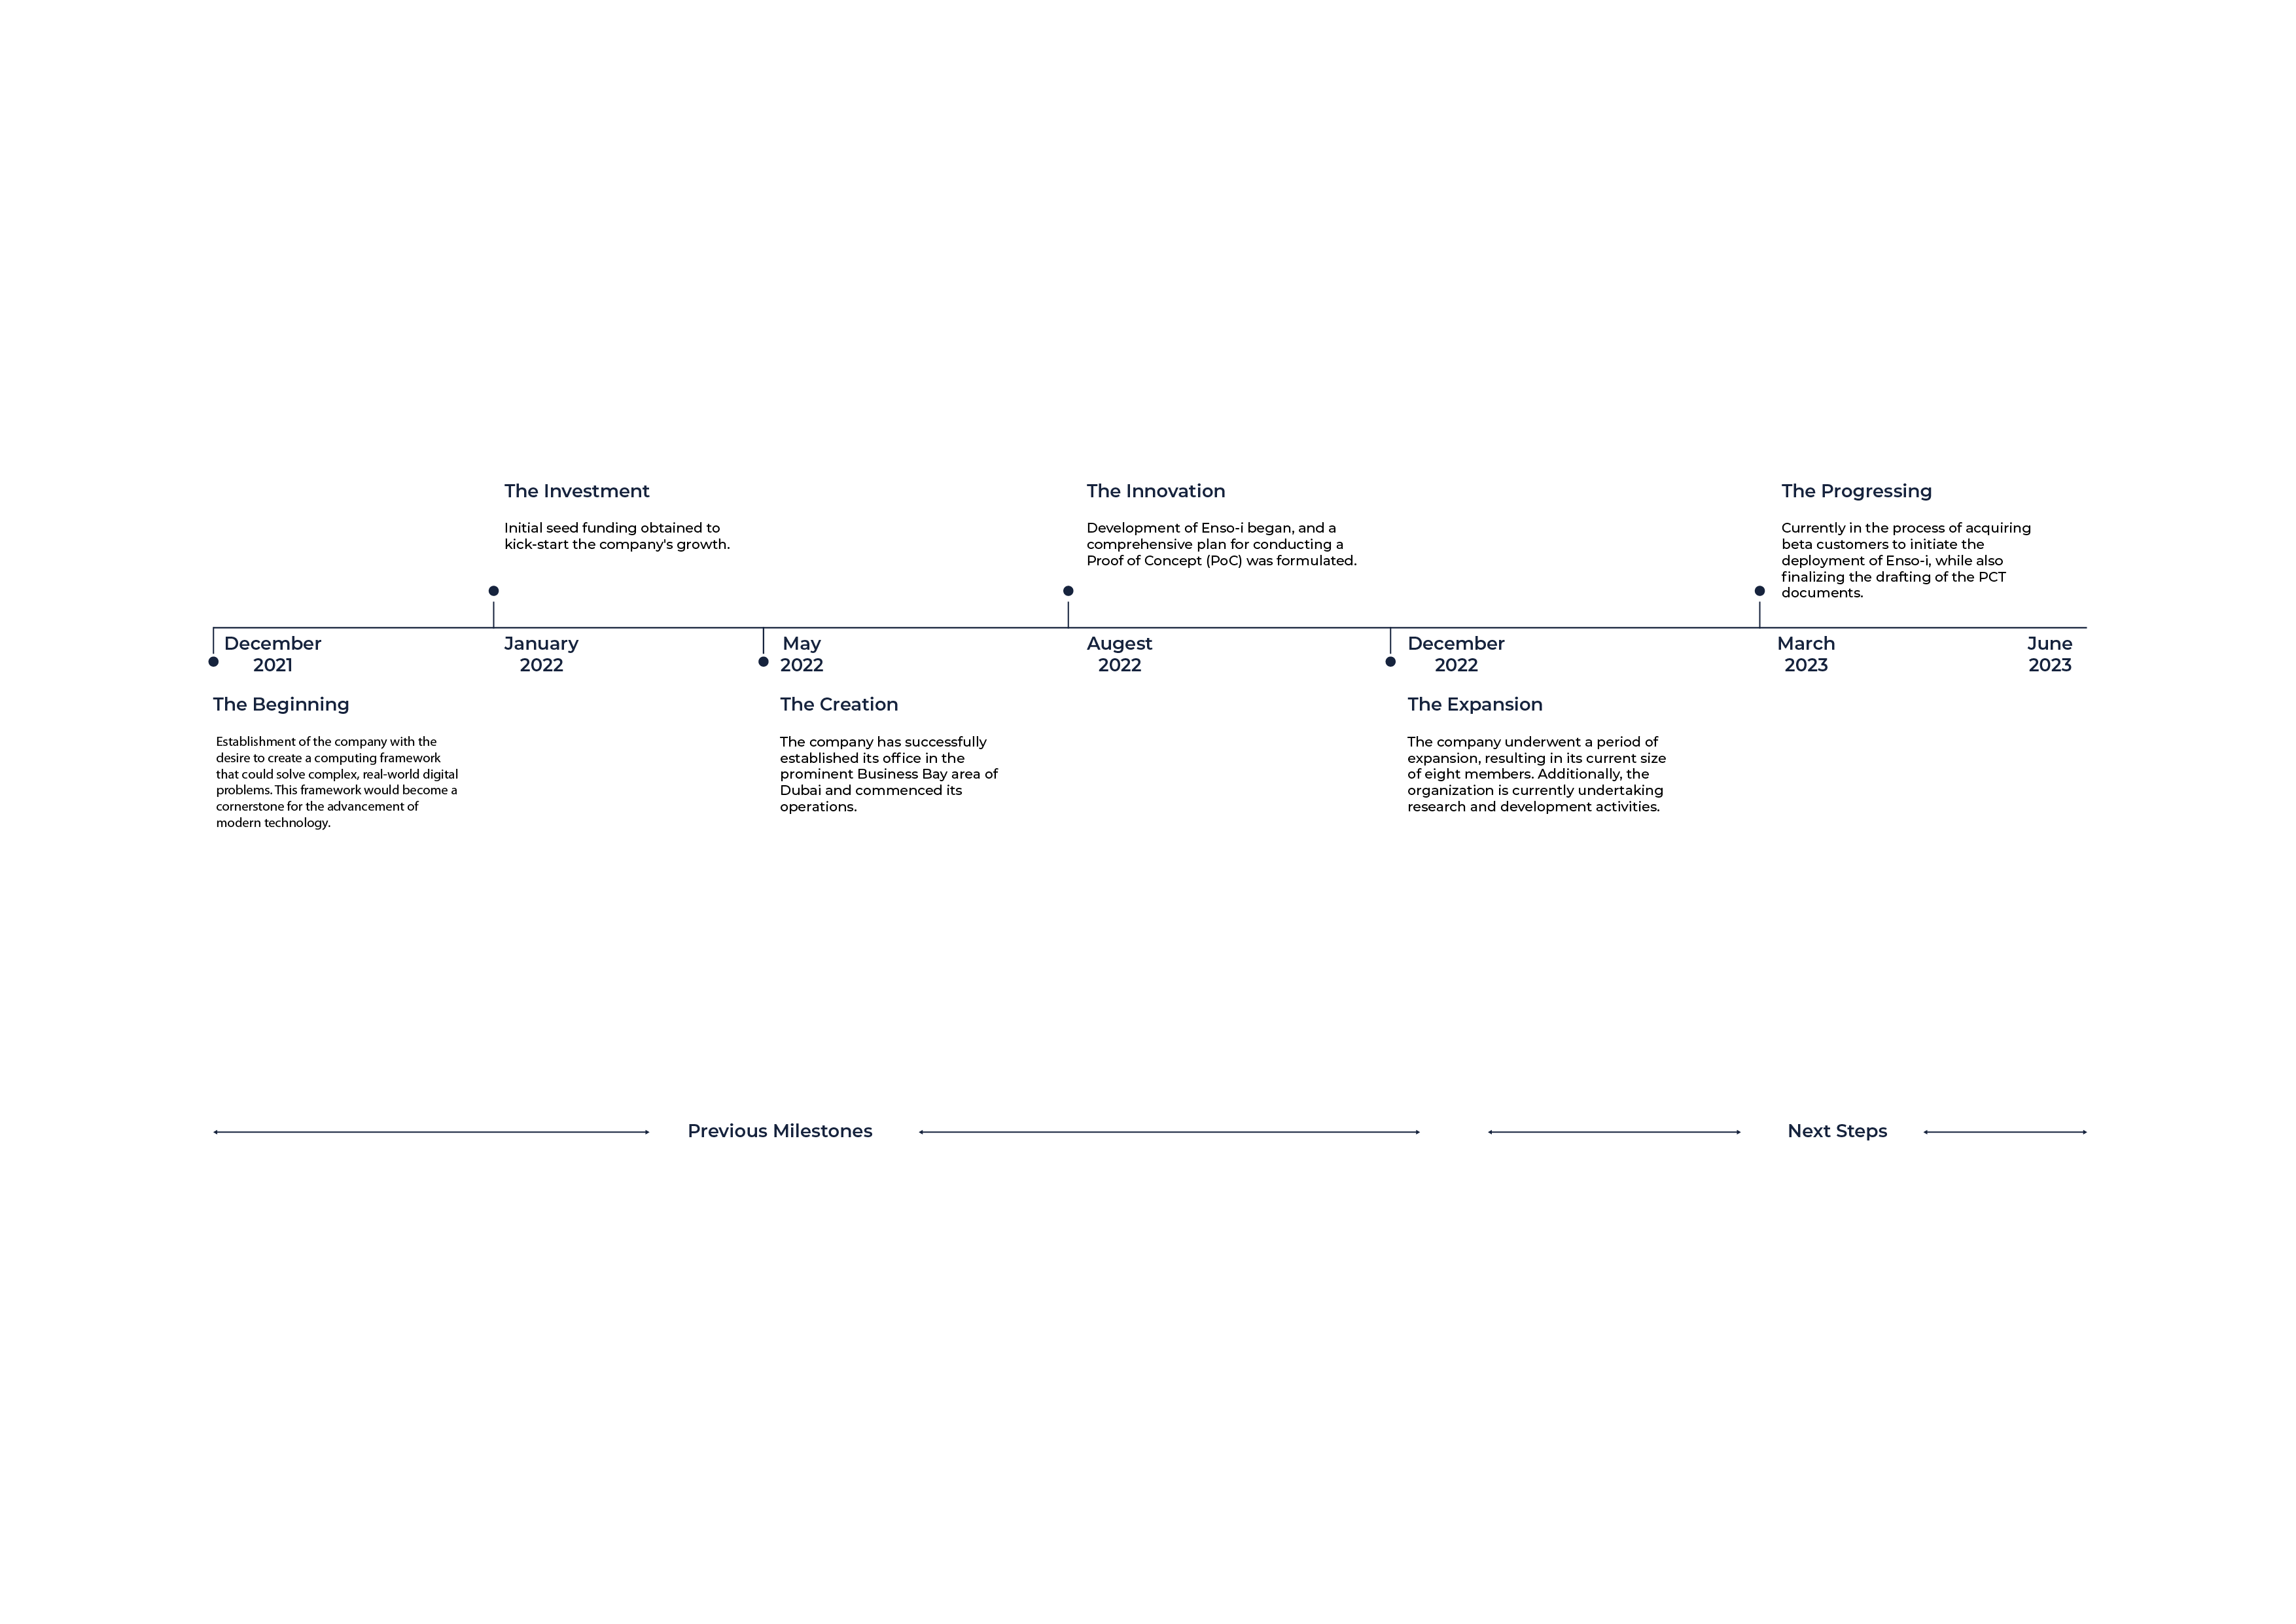 The Investment
Initial seed funding obtained to
kick-start the company's growth.
The Innovation
Development of Enso-i began, and a
comprehensive plan for conducting a
Proof of Concept (PoC) was formulated.
The Progressing
Currently in the process of acquiring
beta customers to initiate the
deployment of Enso-i, while also
finalizing the drafting of the PCT
documents.
December
2021
January
2022
May
2022
Augest
2022
December
2022
March
2023
June
2023
The Beginning
Establishment of the company with the
desire to create a computing framework
that could solve complex, real-world digital
problems. This framework would become a
cornerstone for the advancement of
modern technology.
The Creation
The company has successfully
established its office in the
prominent Business Bay area of
Dubai and commenced its
operations.
The Expansion
The company underwent a period of
expansion, resulting in its current size
of eight members. Additionally, the
organization is currently undertaking
research and development activities.
Previous Milestones
Next Steps